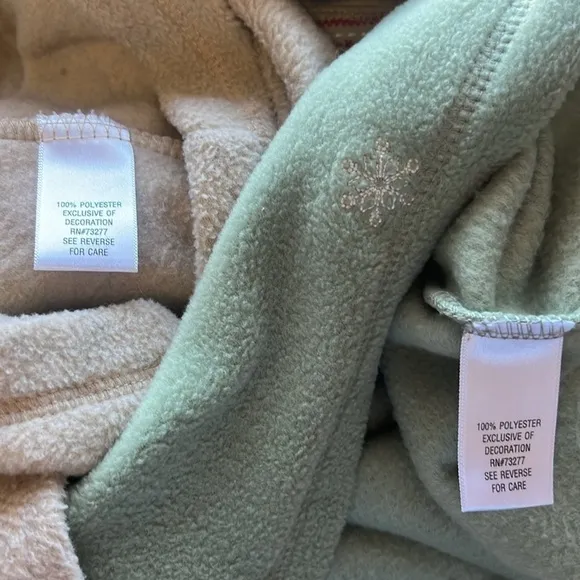 100% POLYESTER
EXCLUSIVE OF
DECORATION
RN#73277
SEE REVERSE
FOR CARE
100% POLYESTER
EXCLUSIVE OF
DECORATION
RN#73277
SEE REVERSE
FOR CARE